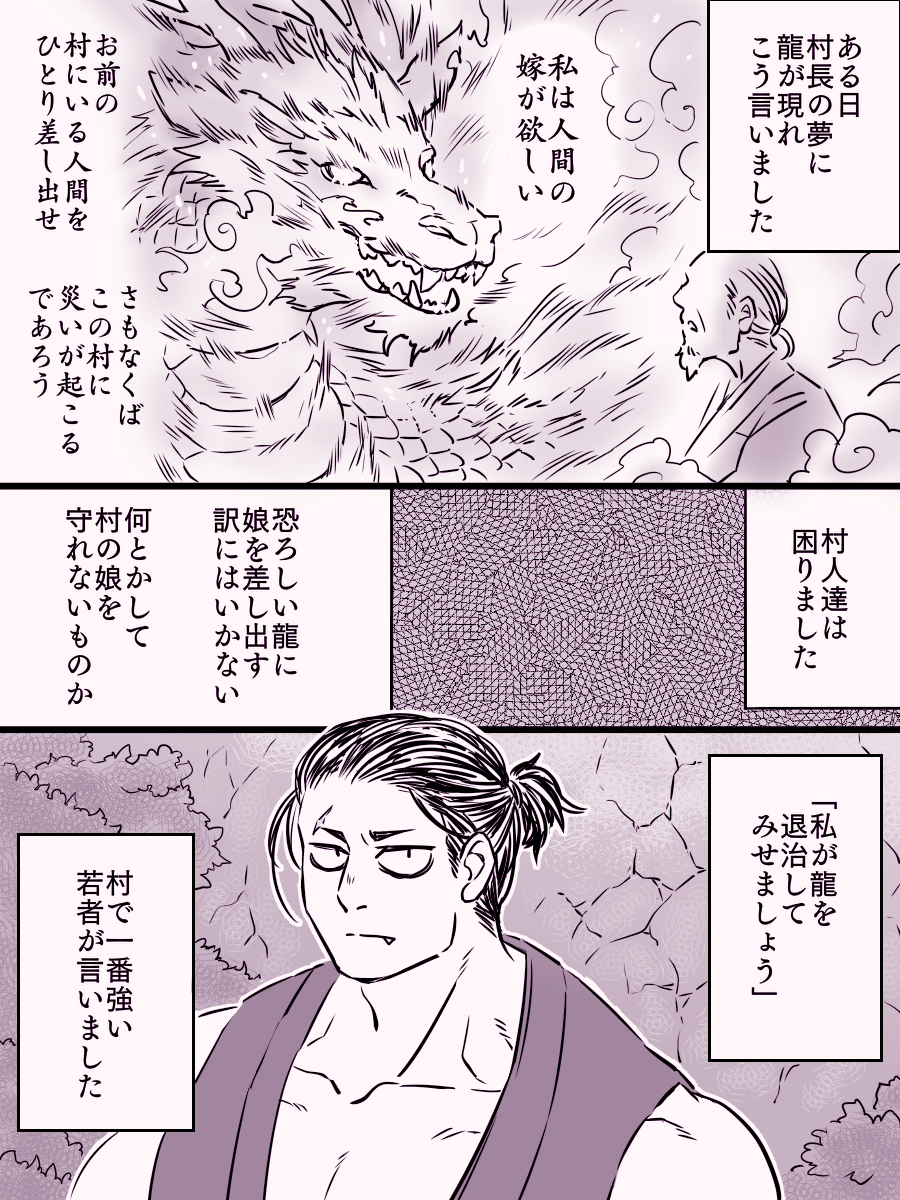 ある日
村長の夢に
龍が現れ
こう言いました
私は人間の
嫁が欲しい
お前の
村にいる人間を
ひとり差し出せ
さもなくば
この村に
災いが起こる
であろう
村人達は
困りました
恐ろしい龍に
娘を差し出す
訳にはいかない
何とかして
村の娘を
守れないものか
「私が龍を
退治して
みせましょう」
村で一番強い
若者が言いました